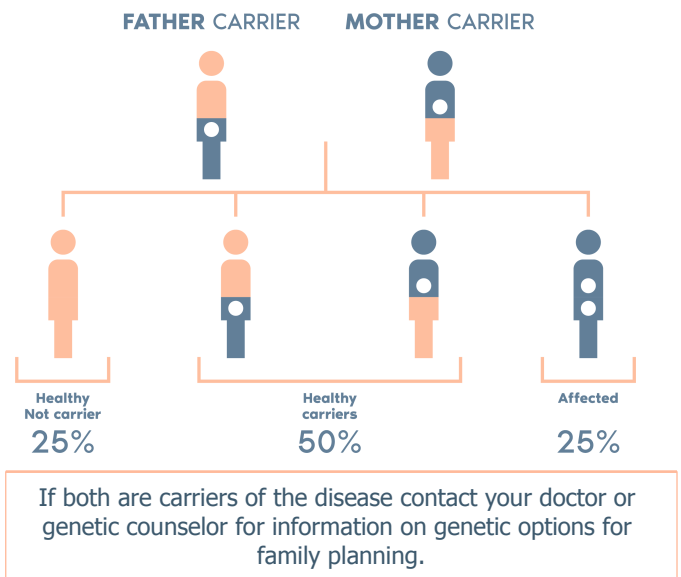 FATHER CARRIER MOTHER CARRIER
Healthy
Not carrier
25%
Healthy
carriers
50%
Affected
25%
If both are carriers of the disease contact your doctor or
genetic counselor for information on genetic options for
family planning.